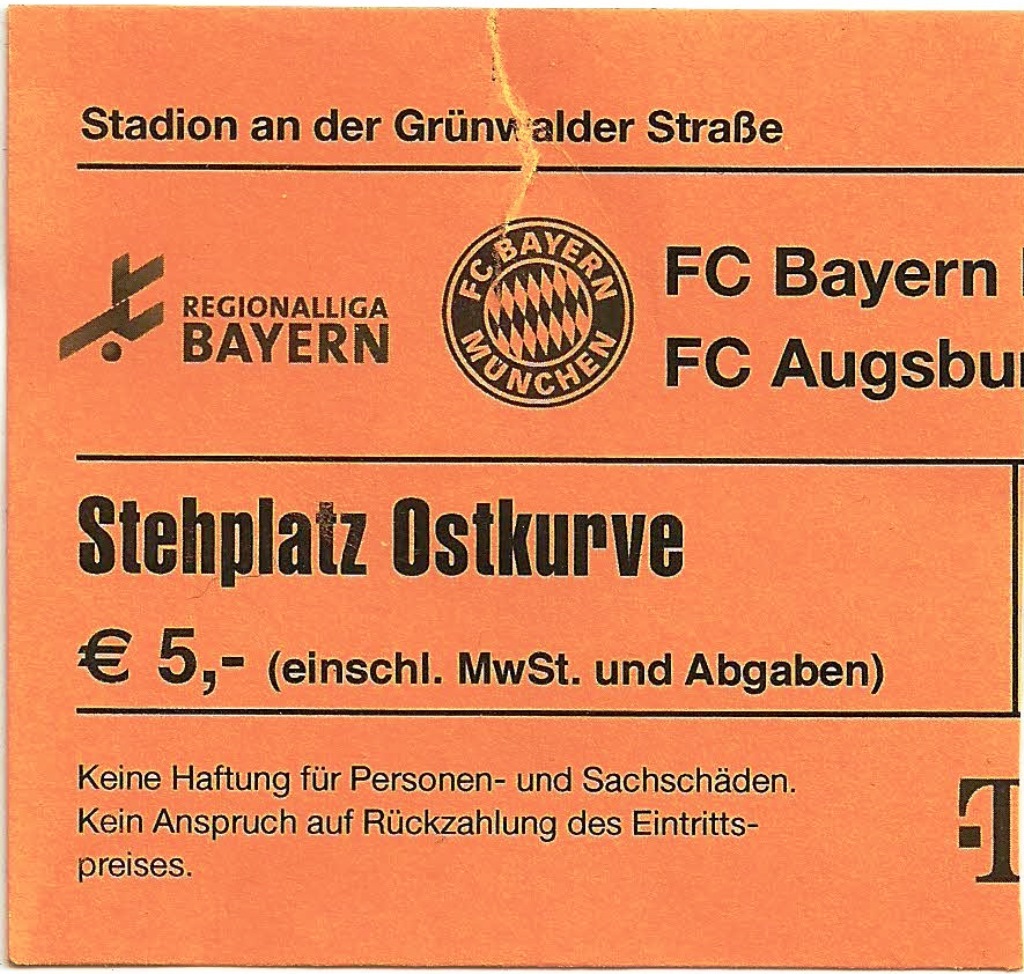 Stadion an der Grünwalder Straße
REGIONALLIGA
BAYERN
FC BAYERN
MÜNCHEN
FC Bayern
FC Augsbur
Stehplatz Ostkurve
€ 5,- (einschl. MwSt. und Abgaben)
Keine Haftung für Personen- und Sachschäden.
Kein Anspruch auf Rückzahlung des Eintritts-
preises.
T